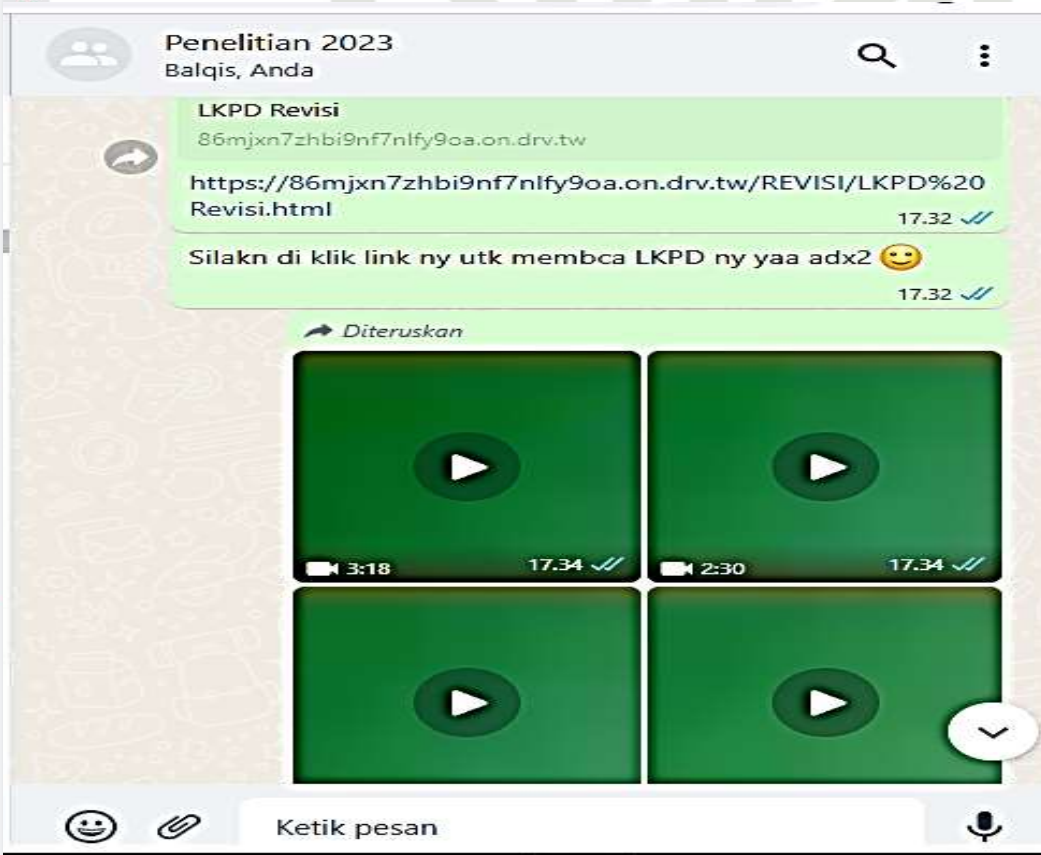 Penelitian 2023
Balqis, Anda
LKPD Revisi
86mjxn7zhbi9nf7nlfy9oa.on.drv.tw
https://86mjxn7zhbi9nf7nlfy9oa.on.drv.tw/REVISI/LKPD%20
Revisi.html
17.32
Silakn di klik link ny utk membca LKPD ny yaa adx2
17.32
Diteruskan
3:18 17.34 2:30 17.34
Ketik pesan